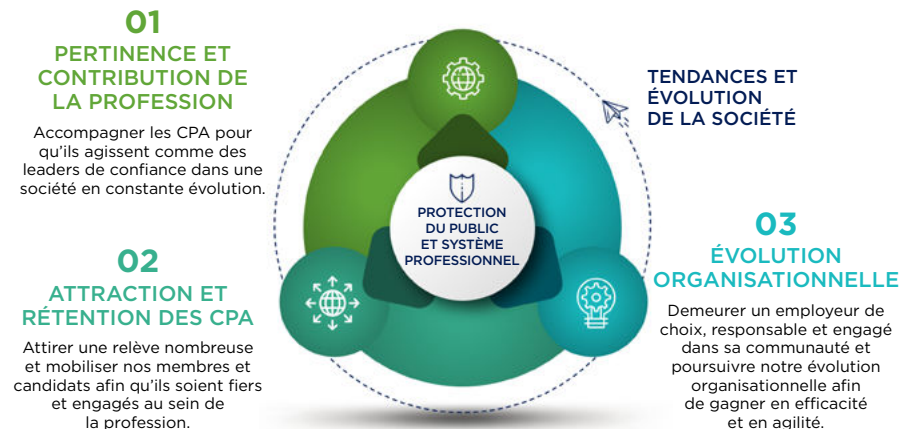 01
PERTINENCE ET
CONTRIBUTION DE
LA PROFESSION
Accompagner les CPA pour
qu'ils agissent comme des
leaders de confiance dans une
société en constante évolution.
02
ATTRACTION ET
RÉTENTION DES CPA
Attirer une relève nombreuse
et mobiliser nos membres et
candidats afin qu'ils soient fiers
et engagés au sein de
la profession.
PROTECTION
DU PUBLIC
ET SYSTÈME
PROFESSIONNEL
TENDANCES ET
ÉVOLUTION
DE LA SOCIÉTÉ
03
ÉVOLUTION
ORGANISATIONNELLE
Demeurer un employeur de
choix, responsable et engagé
dans sa communauté et
poursuivre notre évolution
organisationnelle afin
de gagner en efficacité
et en agilité.